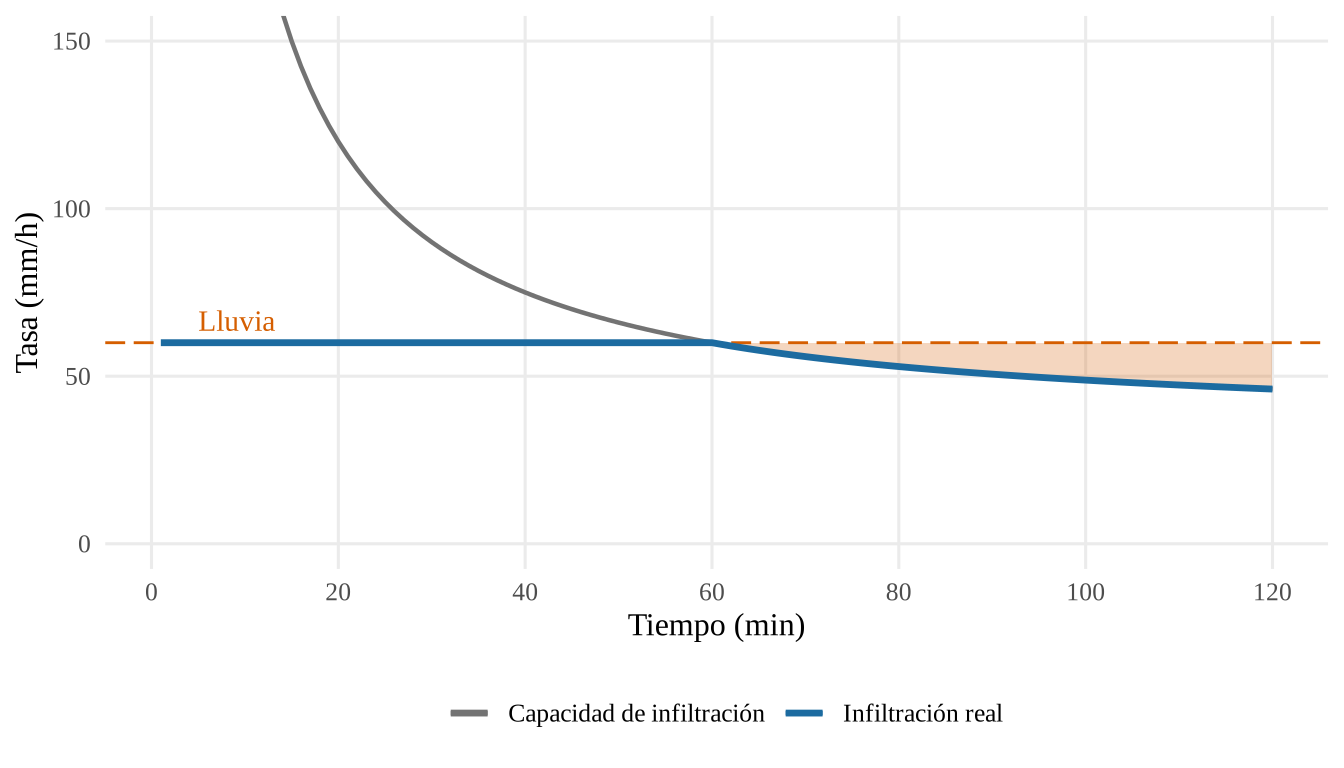 Tasa (mm/h)
150
100
50
0
Lluvia
0 20 40 60 80 100 120
Tiempo (min)
Capacidad de infiltración Infiltración real